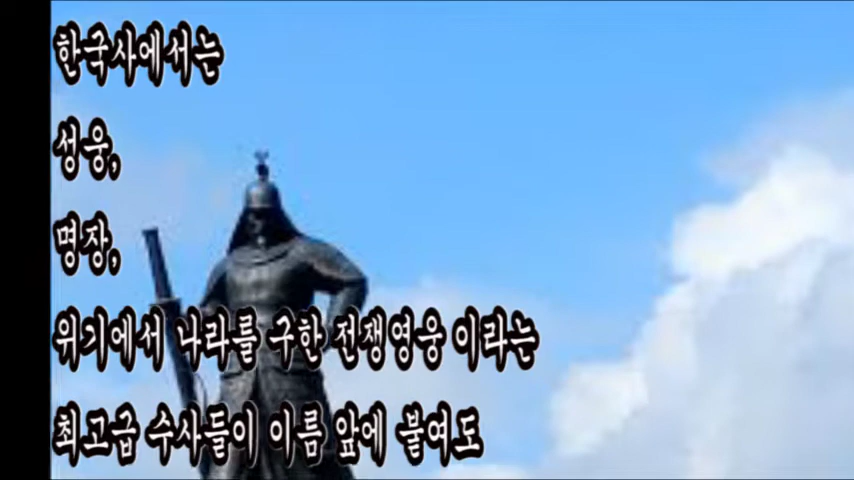 한국사에서는
성웅,
명장,
위기에서 나라를 구한 전쟁영웅 이라는
최고급 수사들이 이름 앞에 붙여도